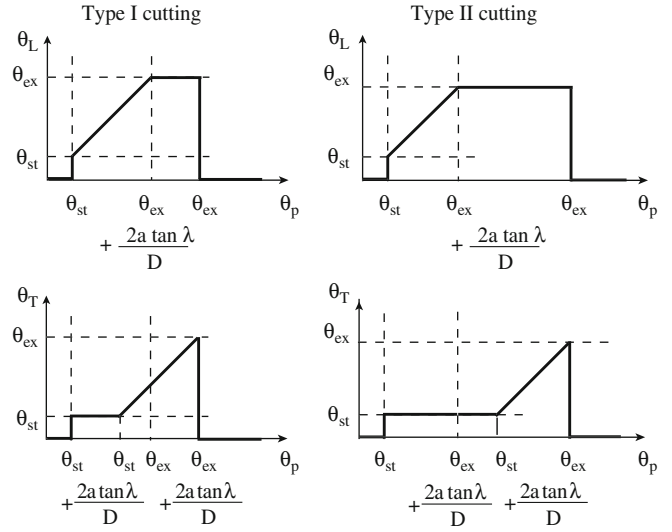 Type I cutting
Type II cutting
θL
θex
θst
θst θex θex θp
+ 2a tan λ
D
θL
θex
θst
θst θex θex θp
+ 2a tan λ
D
θT
θex
θst
θst θst θex θex θp
+ 2a tan λ + 2a tan λ
D D
θT
θex
θst
θst θex θst θex θp
+ 2a tan λ + 2a tan λ
D D